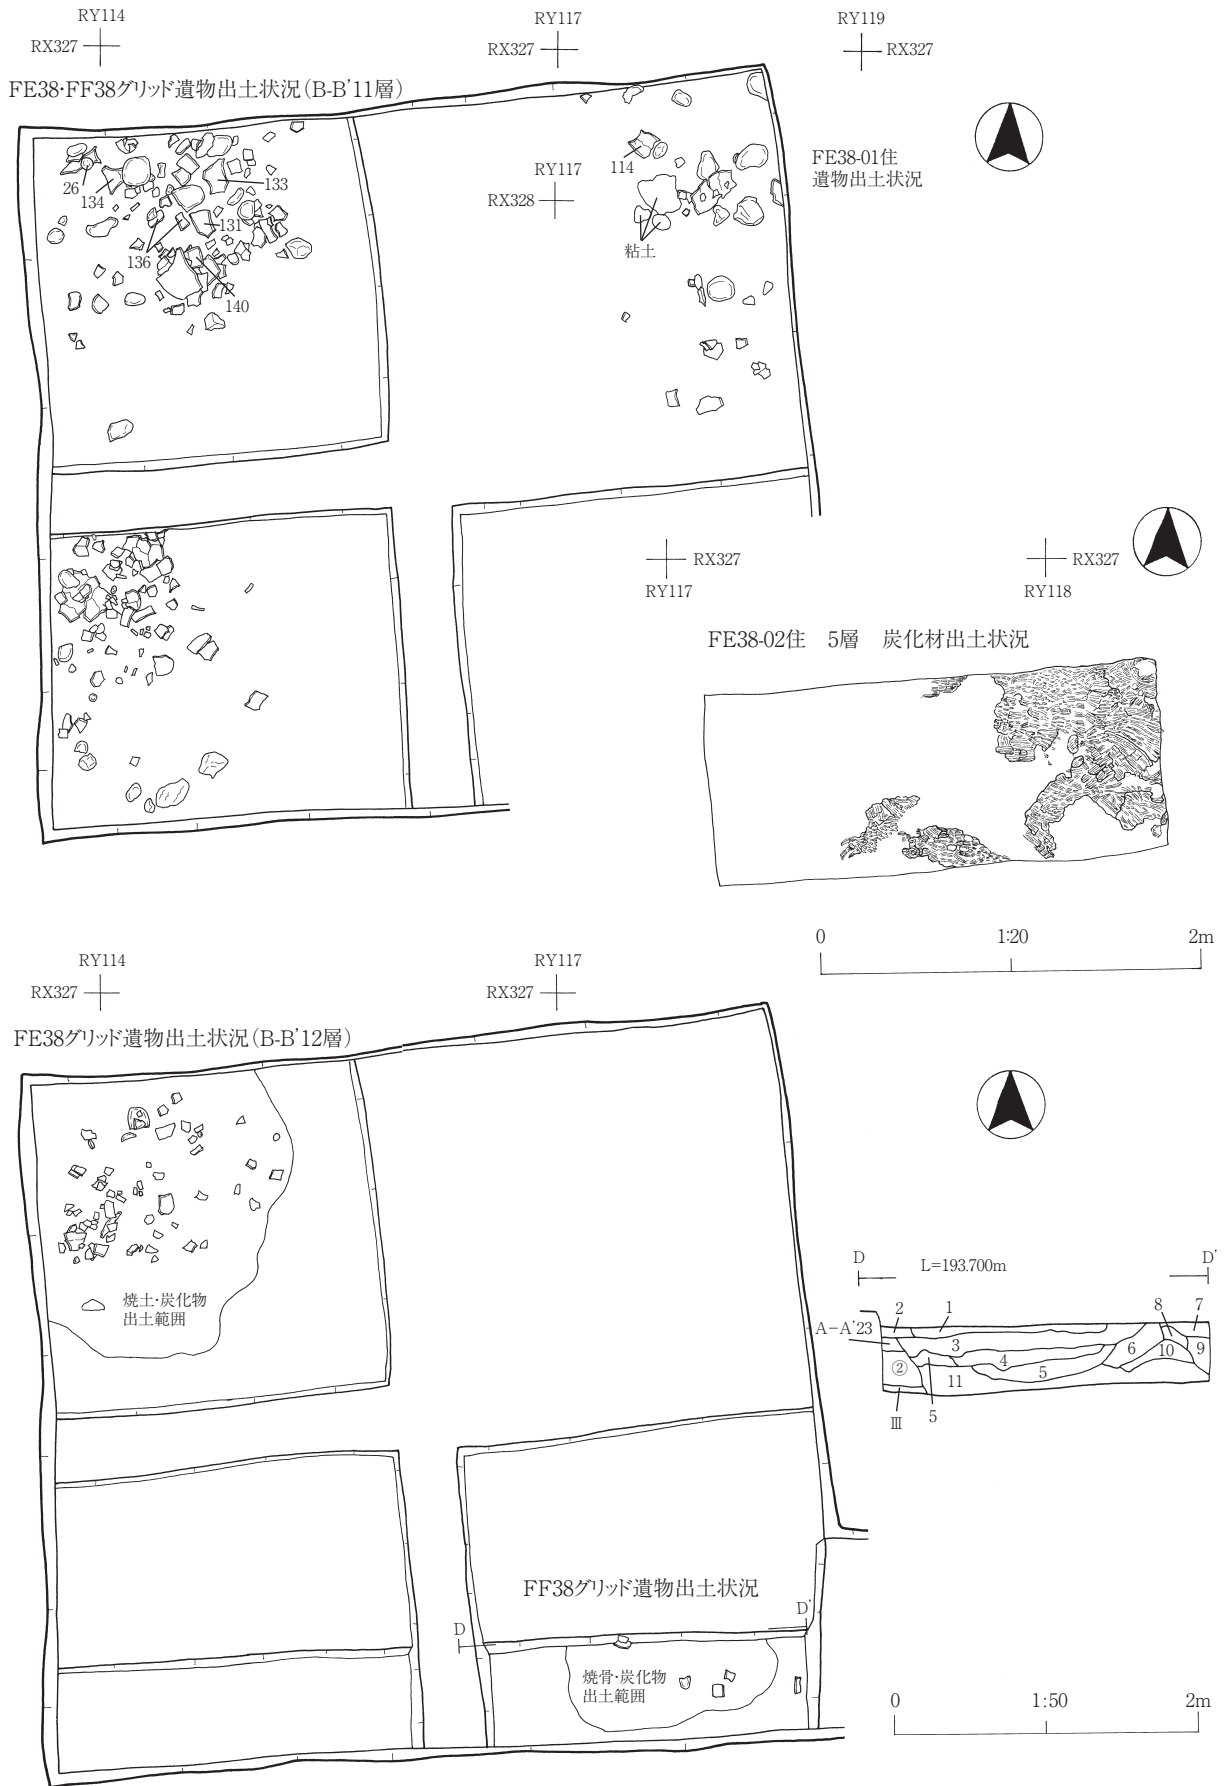 RY114
RX327
RY117
RX327
RY119
RX327
FE38・FF38グリッド遺物出土状況(B-B'11層)
FE38-01住
遺物出土状況
RY117
RX328
114
26
134
133
131
136
140
粘土
RX327
RY117
RX327
RY118
FE38-02住 5層 炭化材出土状況
0 1:20 2m
RY114
RX327
RY117
RX327
FE38グリッド遺物出土状況(B-B'12層)
焼土・炭化物
出土範囲
D D'
L=193.700m
2 1 8 7
A-A'23
3 6 10 9
4
② 11 5
Ⅲ 5
FF38グリッド遺物出土状況
D D'
焼骨・炭化物
出土範囲
0 1:50 2m